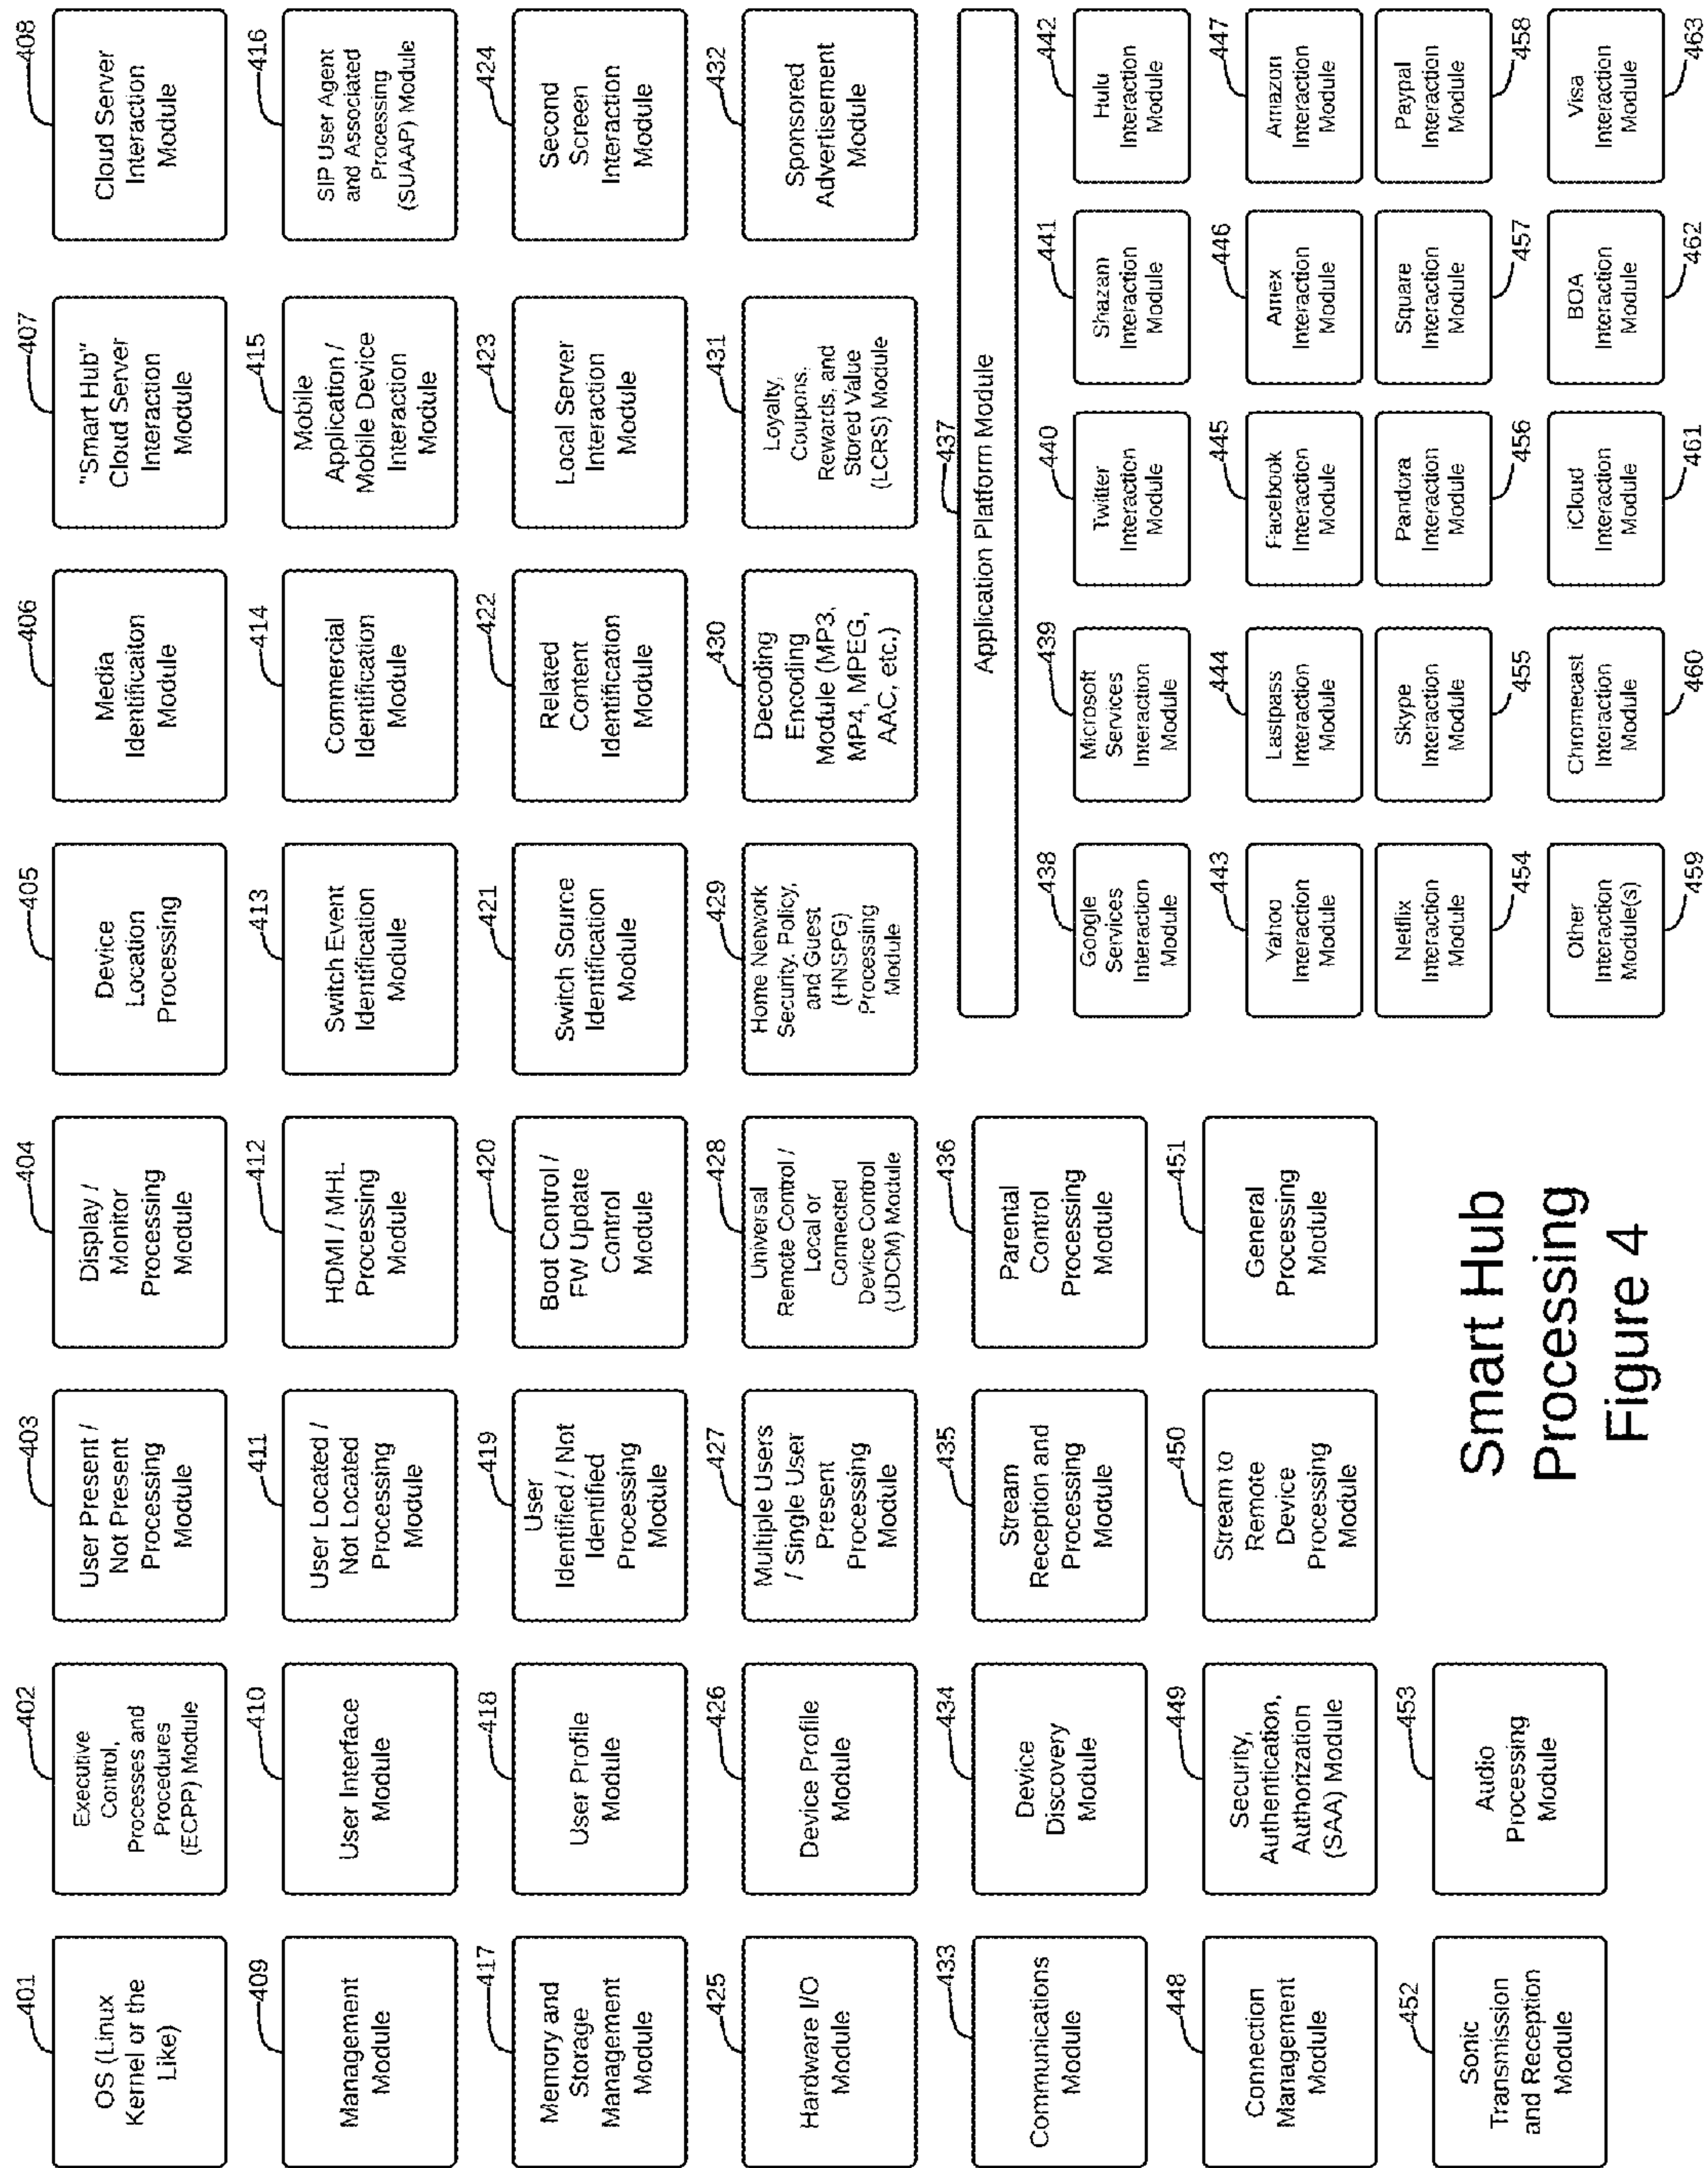 401
OS (Linux
Kernel or the
Like)
402
Executive
Control,
Processes and
Procedures
(ECPP) Module
403
User Present /
Not Present
Processing
Module
404
Display /
Monitor
Processing
Module
405
Device
Location
Processing
406
Media
Identificaiton
Module
407
"Smart Hub"
Cloud Server
Interaction
Module
408
Cloud Server
Interaction
Module
409
Management
Module
410
User Interface
Module
411
User Located /
Not Located
Processing
Module
412
HDMI / MHL
Processing
Module
413
Switch Event
Identification
Module
414
Commercial
Identification
Module
415
Mobile
Application /
Mobile Device
Interaction
Module
416
SIP User Agent
and Associated
Processing
(SUAAP) Module
417
Memory and
Storage
Management
Module
418
User Profile
Module
419
User
Identified / Not
Identified
Processing
Module
420
Boot Control /
FW Update
Control
Module
421
Switch Source
Identification
Module
422
Related
Content
Identification
Module
423
Local Server
Interaction
Module
424
Second
Screen
Interaction
Module
425
Hardware I/O
Module
426
Device Profile
Module
427
Multiple Users
/ Single User
Present
Processing
Module
428
Universal
Remote Control /
Local or
Connected
Device Control
(UDCM) Module
429
Home Network
Security, Policy,
and Guest
(HNSPG)
Processing
Module
430
Decoding
Encoding
Module (MP3,
MP4, MPEG,
AAC, etc.)
431
Loyalty,
Coupons,
Rewards, and
Stored Value
(LCRS) Module
432
Sponsored
Advertisement
Module
433
Communications
Module
434
Device
Discovery
Module
435
Stream
Reception and
Processing
Module
436
Parental
Control
Processing
Module
437
Application Platform Module
438
Google
Services
Interaction
Module
439
Microsoft
Services
Interaction
Module
440
Twitter
Interaction
Module
441
Shazam
Interaction
Module
442
Hulu
Interaction
Module
448
Connection
Management
Module
449
Security,
Authentication,
Authorization
(SAA) Module
450
Stream to
Remote
Device
Processing
Module
451
General
Processing
Module
443
Yahoo
Interaction
Module
444
Lastpass
Interaction
Module
445
Facebook
Interaction
Module
446
Amex
Interaction
Module
447
Amazon
Interaction
Module
Netflix
Interaction
Module
454
Skype
Interaction
Module
455
Pandora
Interaction
Module
456
Square
Interaction
Module
457
Paypal
Interaction
Module
458
452
Sonic
Transmission
and Reception
Module
453
Audio
Processing
Module
Other
Interaction
Module(s)
459
Chromecast
Interaction
Module
460
iCloud
Interaction
Module
461
BOA
Interaction
Module
462
Visa
Interaction
Module
463
Smart Hub
Processing
Figure 4